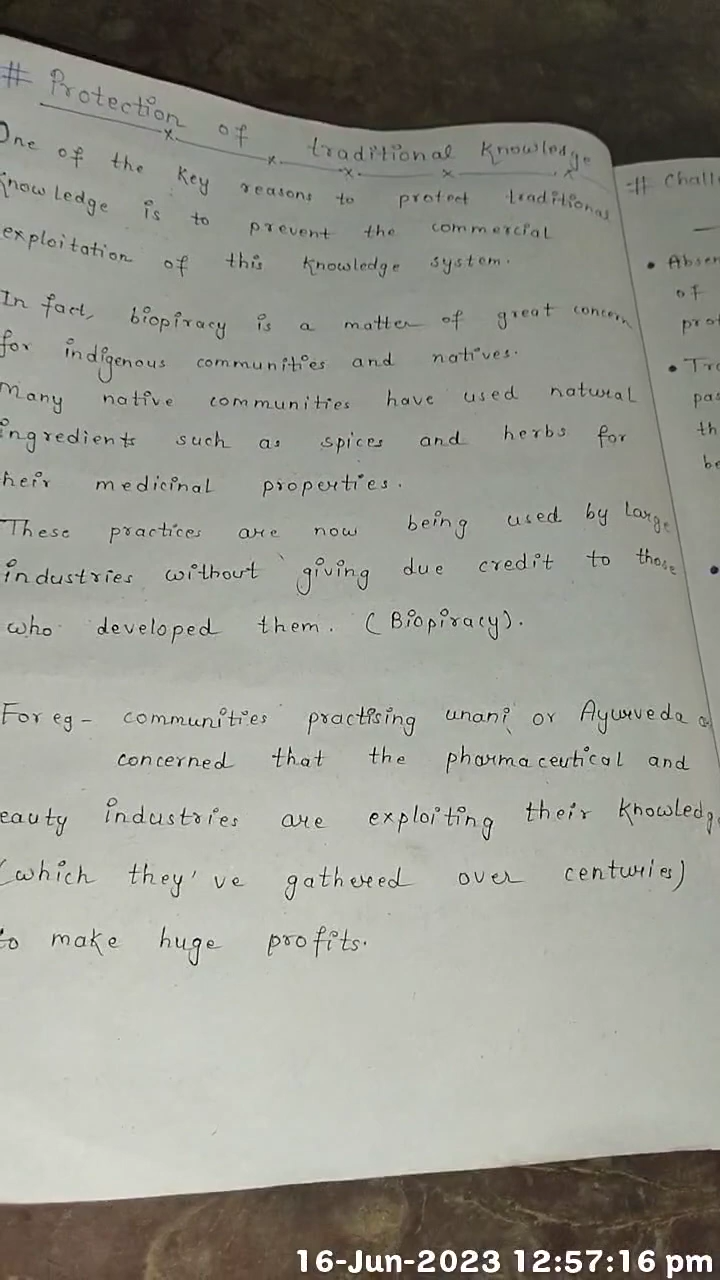 # Protection of traditional Knowledge
One of the key reasons to protect traditional
Knowledge is to prevent the commercial
exploitation of this knowledge system.
In fact, biopiracy is a matter of great concern
for indigenous communities and natives.
Many native communities have used natural
ingredients such as spices and herbs for
their medicinal properties.
These practices are now being used by large
industries without giving due credit to those
who developed them. (Biopiracy).
For eg - communities practising unani or Ayurveda
concerned that the pharmaceutical and
eauty industries are exploiting their Knowledg
(which they've gathered over centuries)
to make huge profits.
# Chall
• Absen
of
prot
• Tra
pas
th
be
16-Jun-2023 12:57:16 pm